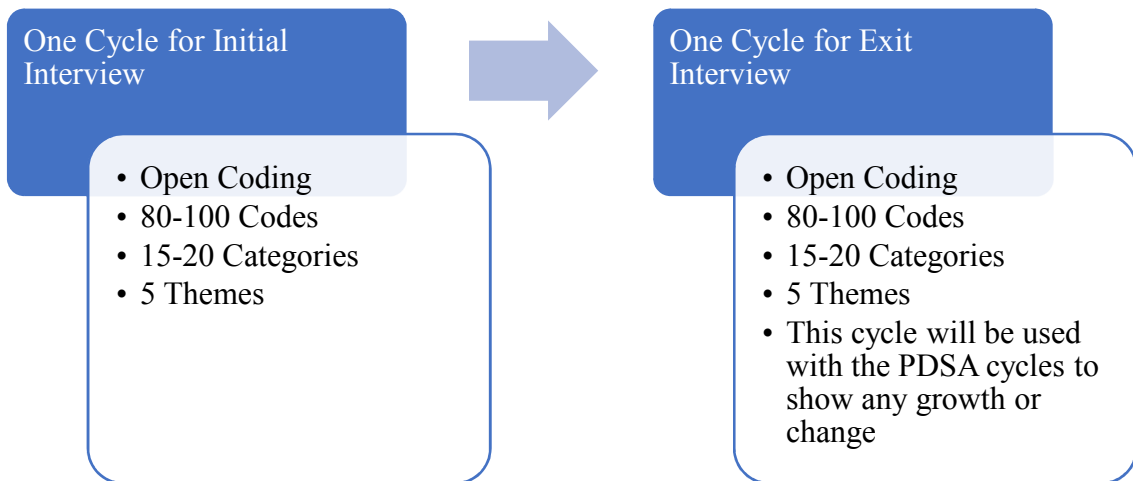 One Cycle for Initial
Interview
• Open Coding
• 80-100 Codes
• 15-20 Categories
• 5 Themes
One Cycle for Exit
Interview
• Open Coding
• 80-100 Codes
• 15-20 Categories
• 5 Themes
• This cycle will be used
with the PDSA cycles to
show any growth or
change